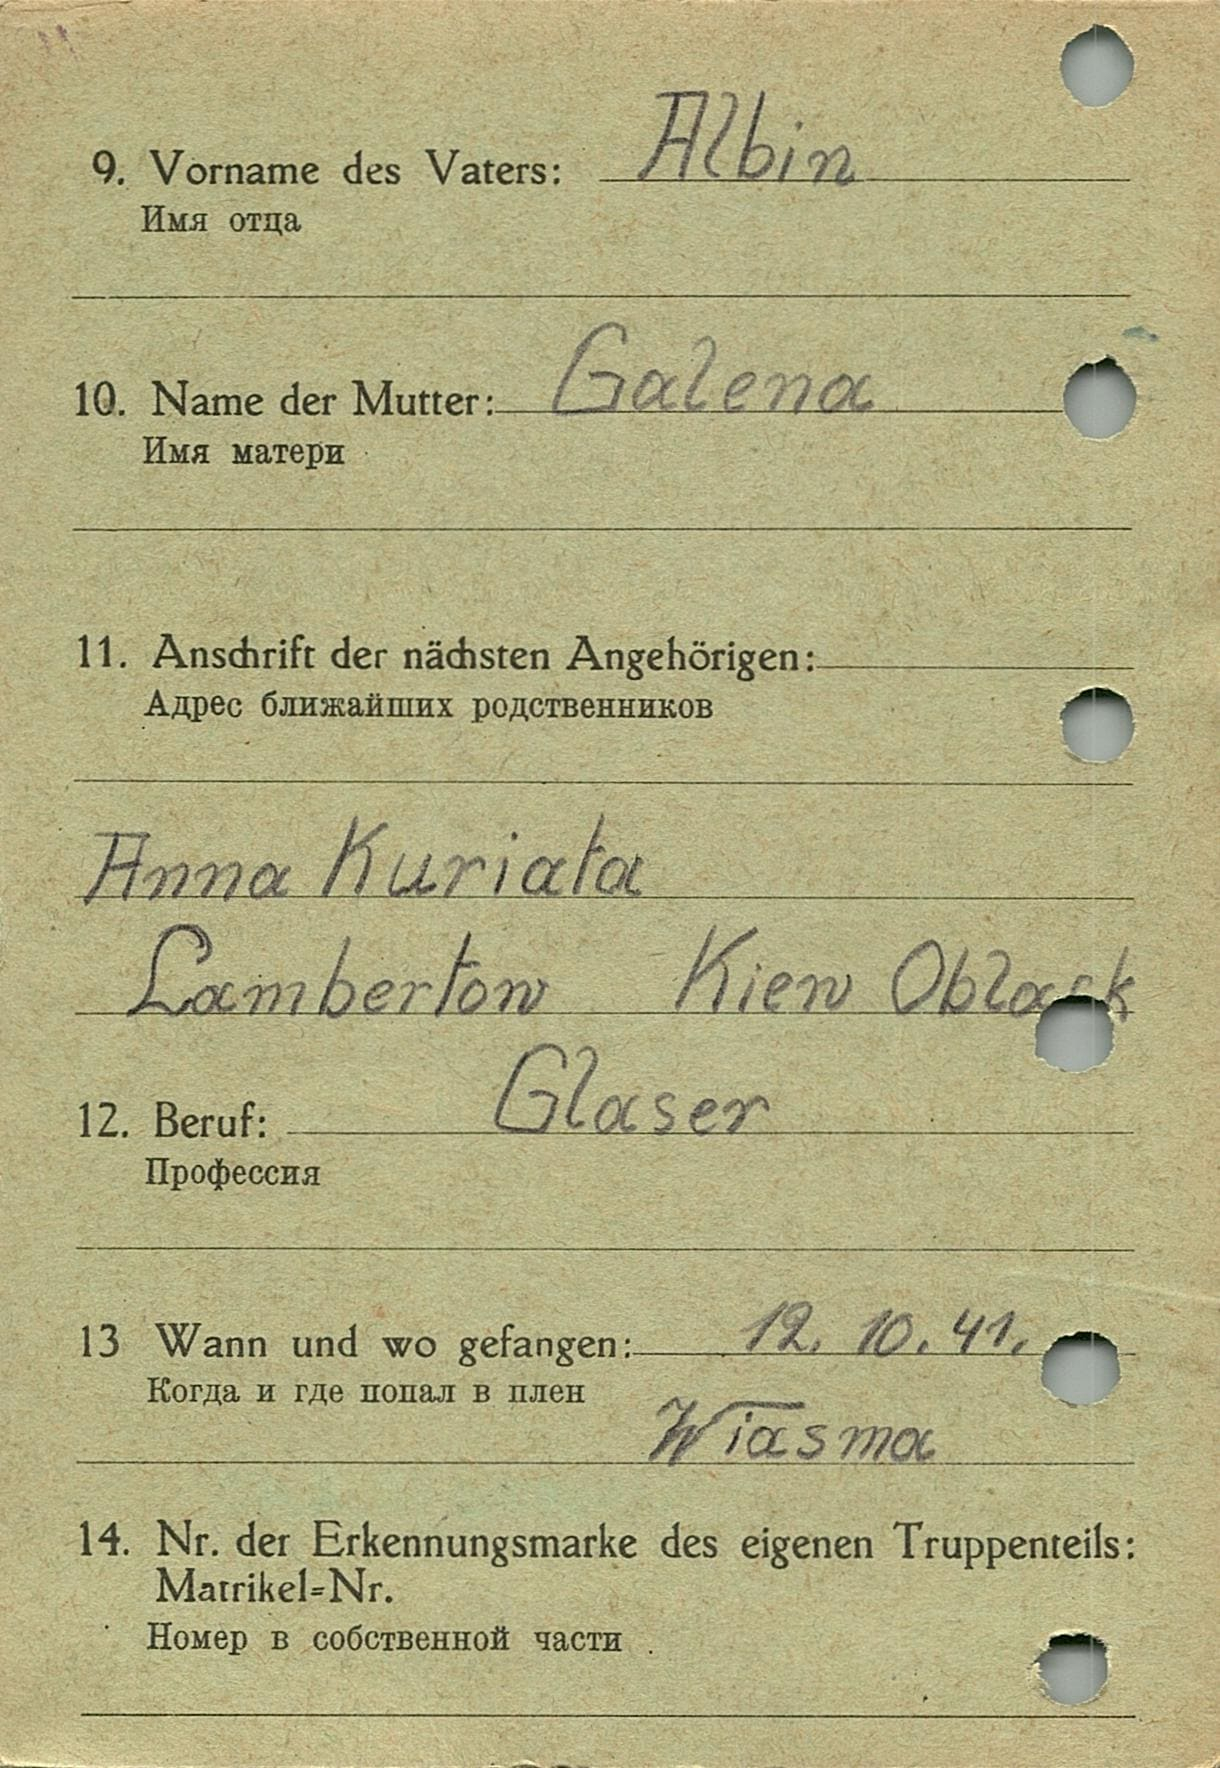 9. Vorname des Vaters: Albin
Имя отца
10. Name der Mutter: Galena
Имя матери
11. Anschrift der nächsten Angehörigen:
Адрес ближайших родственников
Anna Kuriata
Lambertow Kiew Oblask
12. Beruf: Glaser
Профессия
13 Wann und wo gefangen: 12. 10. 41.
Когда и где попал в плен
Wiasma
14. Nr. der Erkennungsmarke des eigenen Truppenteils:
Matrikel=Nr.
Номер в собственной части